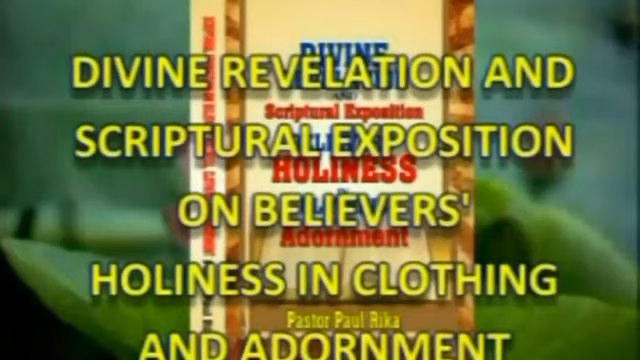 DIVINE REVELATION AND
SCRIPTURAL EXPOSITION
ON BELIEVERS'
HOLINESS IN CLOTHING
AND ADORNMENT
DIVINE
Scriptural Exposition
HOLINESS
Adornment
Pastor Paul Rika